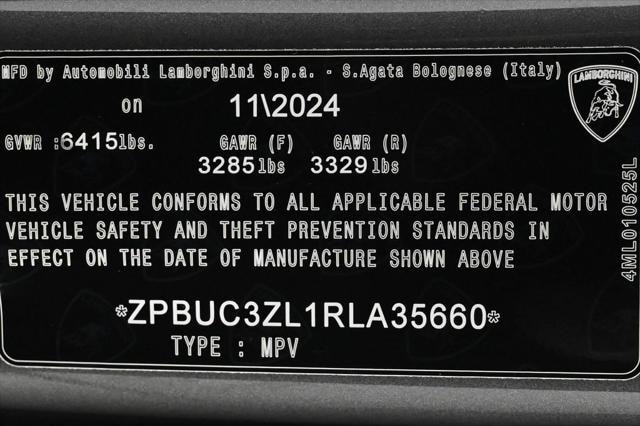 MFD by Automobili Lamborghini S.p.a. - S.Agata Bolognese (Italy)
on 11\2024
GVWR :6415lbs. GAWR (F) GAWR (R)
3285lbs 3329lbs
THIS VEHICLE CONFORMS TO ALL APPLICABLE FEDERAL MOTOR
VEHICLE SAFETY AND THEFT PREVENTION STANDARDS IN
EFFECT ON THE DATE OF MANUFACTURE SHOWN ABOVE
*ZPBUC3ZL1RLA35660*
TYPE : MPV
LAMBORGHINI
4ML010525L